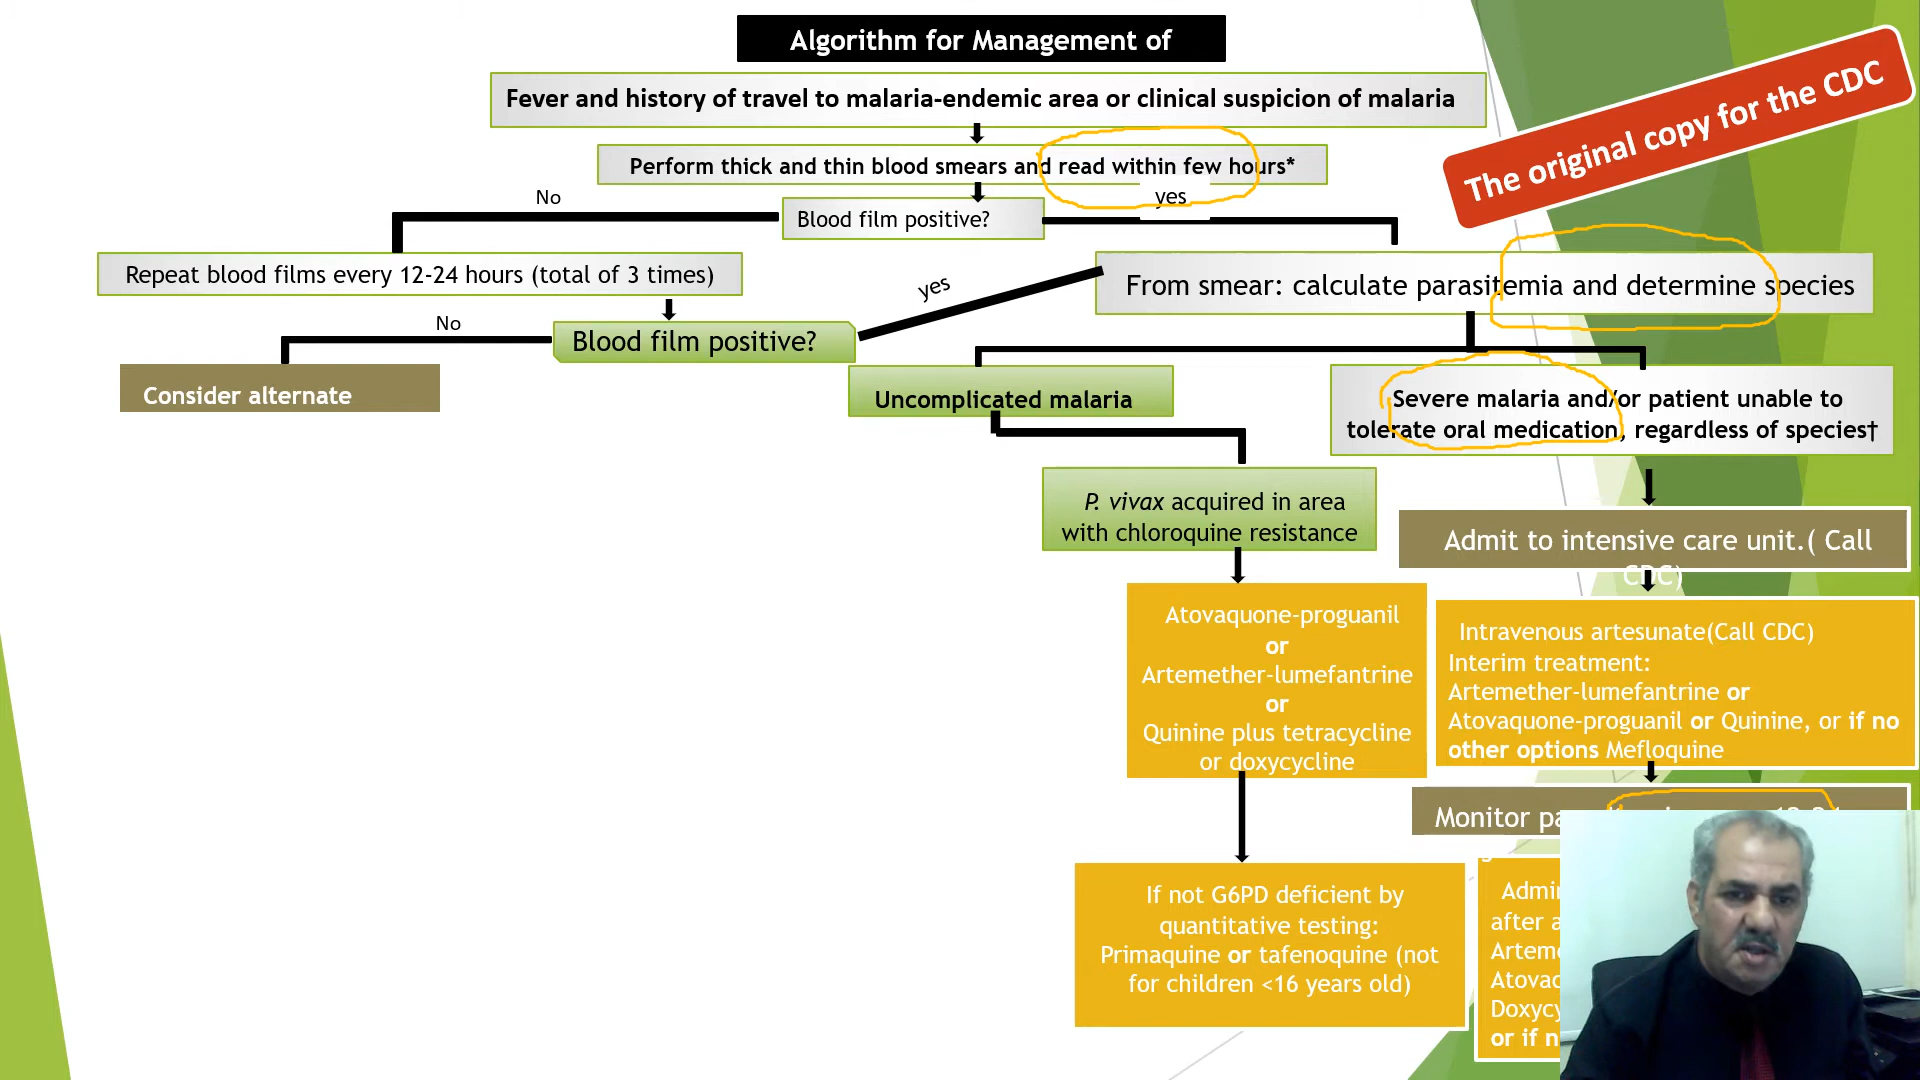 Algorithm for Management of
The original copy for the CDC
Fever and history of travel to malaria-endemic area or clinical suspicion of malaria
Perform thick and thin blood smears and read within few hours*
No
yes
Blood film positive?
Repeat blood films every 12-24 hours (total of 3 times)
yes
From smear: calculate parasitemia and determine species
No
Blood film positive?
Consider alternate
Uncomplicated malaria
Severe malaria and/or patient unable to
tolerate oral medication, regardless of species†
P. vivax acquired in area
with chloroquine resistance
Admit to intensive care unit.( Call
CDC)
Atovaquone-proguanil
or
Artemether-lumefantrine
or
Quinine plus tetracycline
or doxycycline
Intravenous artesunate(Call CDC)
Interim treatment:
Artemether-lumefantrine or
Atovaquone-proguanil or Quinine, or if no
other options Mefloquine
Monitor
If not G6PD deficient by
quantitative testing:
Primaquine or tafenoquine (not
for children <16 years old)
after
or if